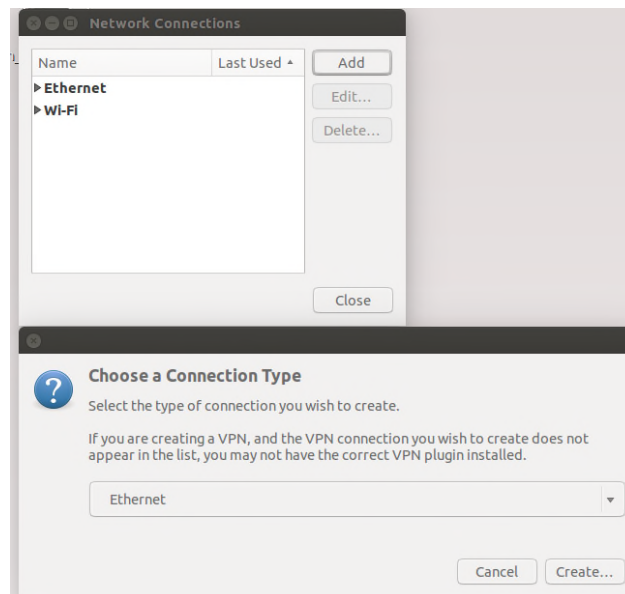 Network Connections
Name Last Used Add
Ethernet
Edit...
Wi-Fi
Delete...
Close
Choose a Connection Type
Select the type of connection you wish to create.
If you are creating a VPN, and the VPN connection you wish to create does not
appear in the list, you may not have the correct VPN plugin installed.
Ethernet
Cancel Create...